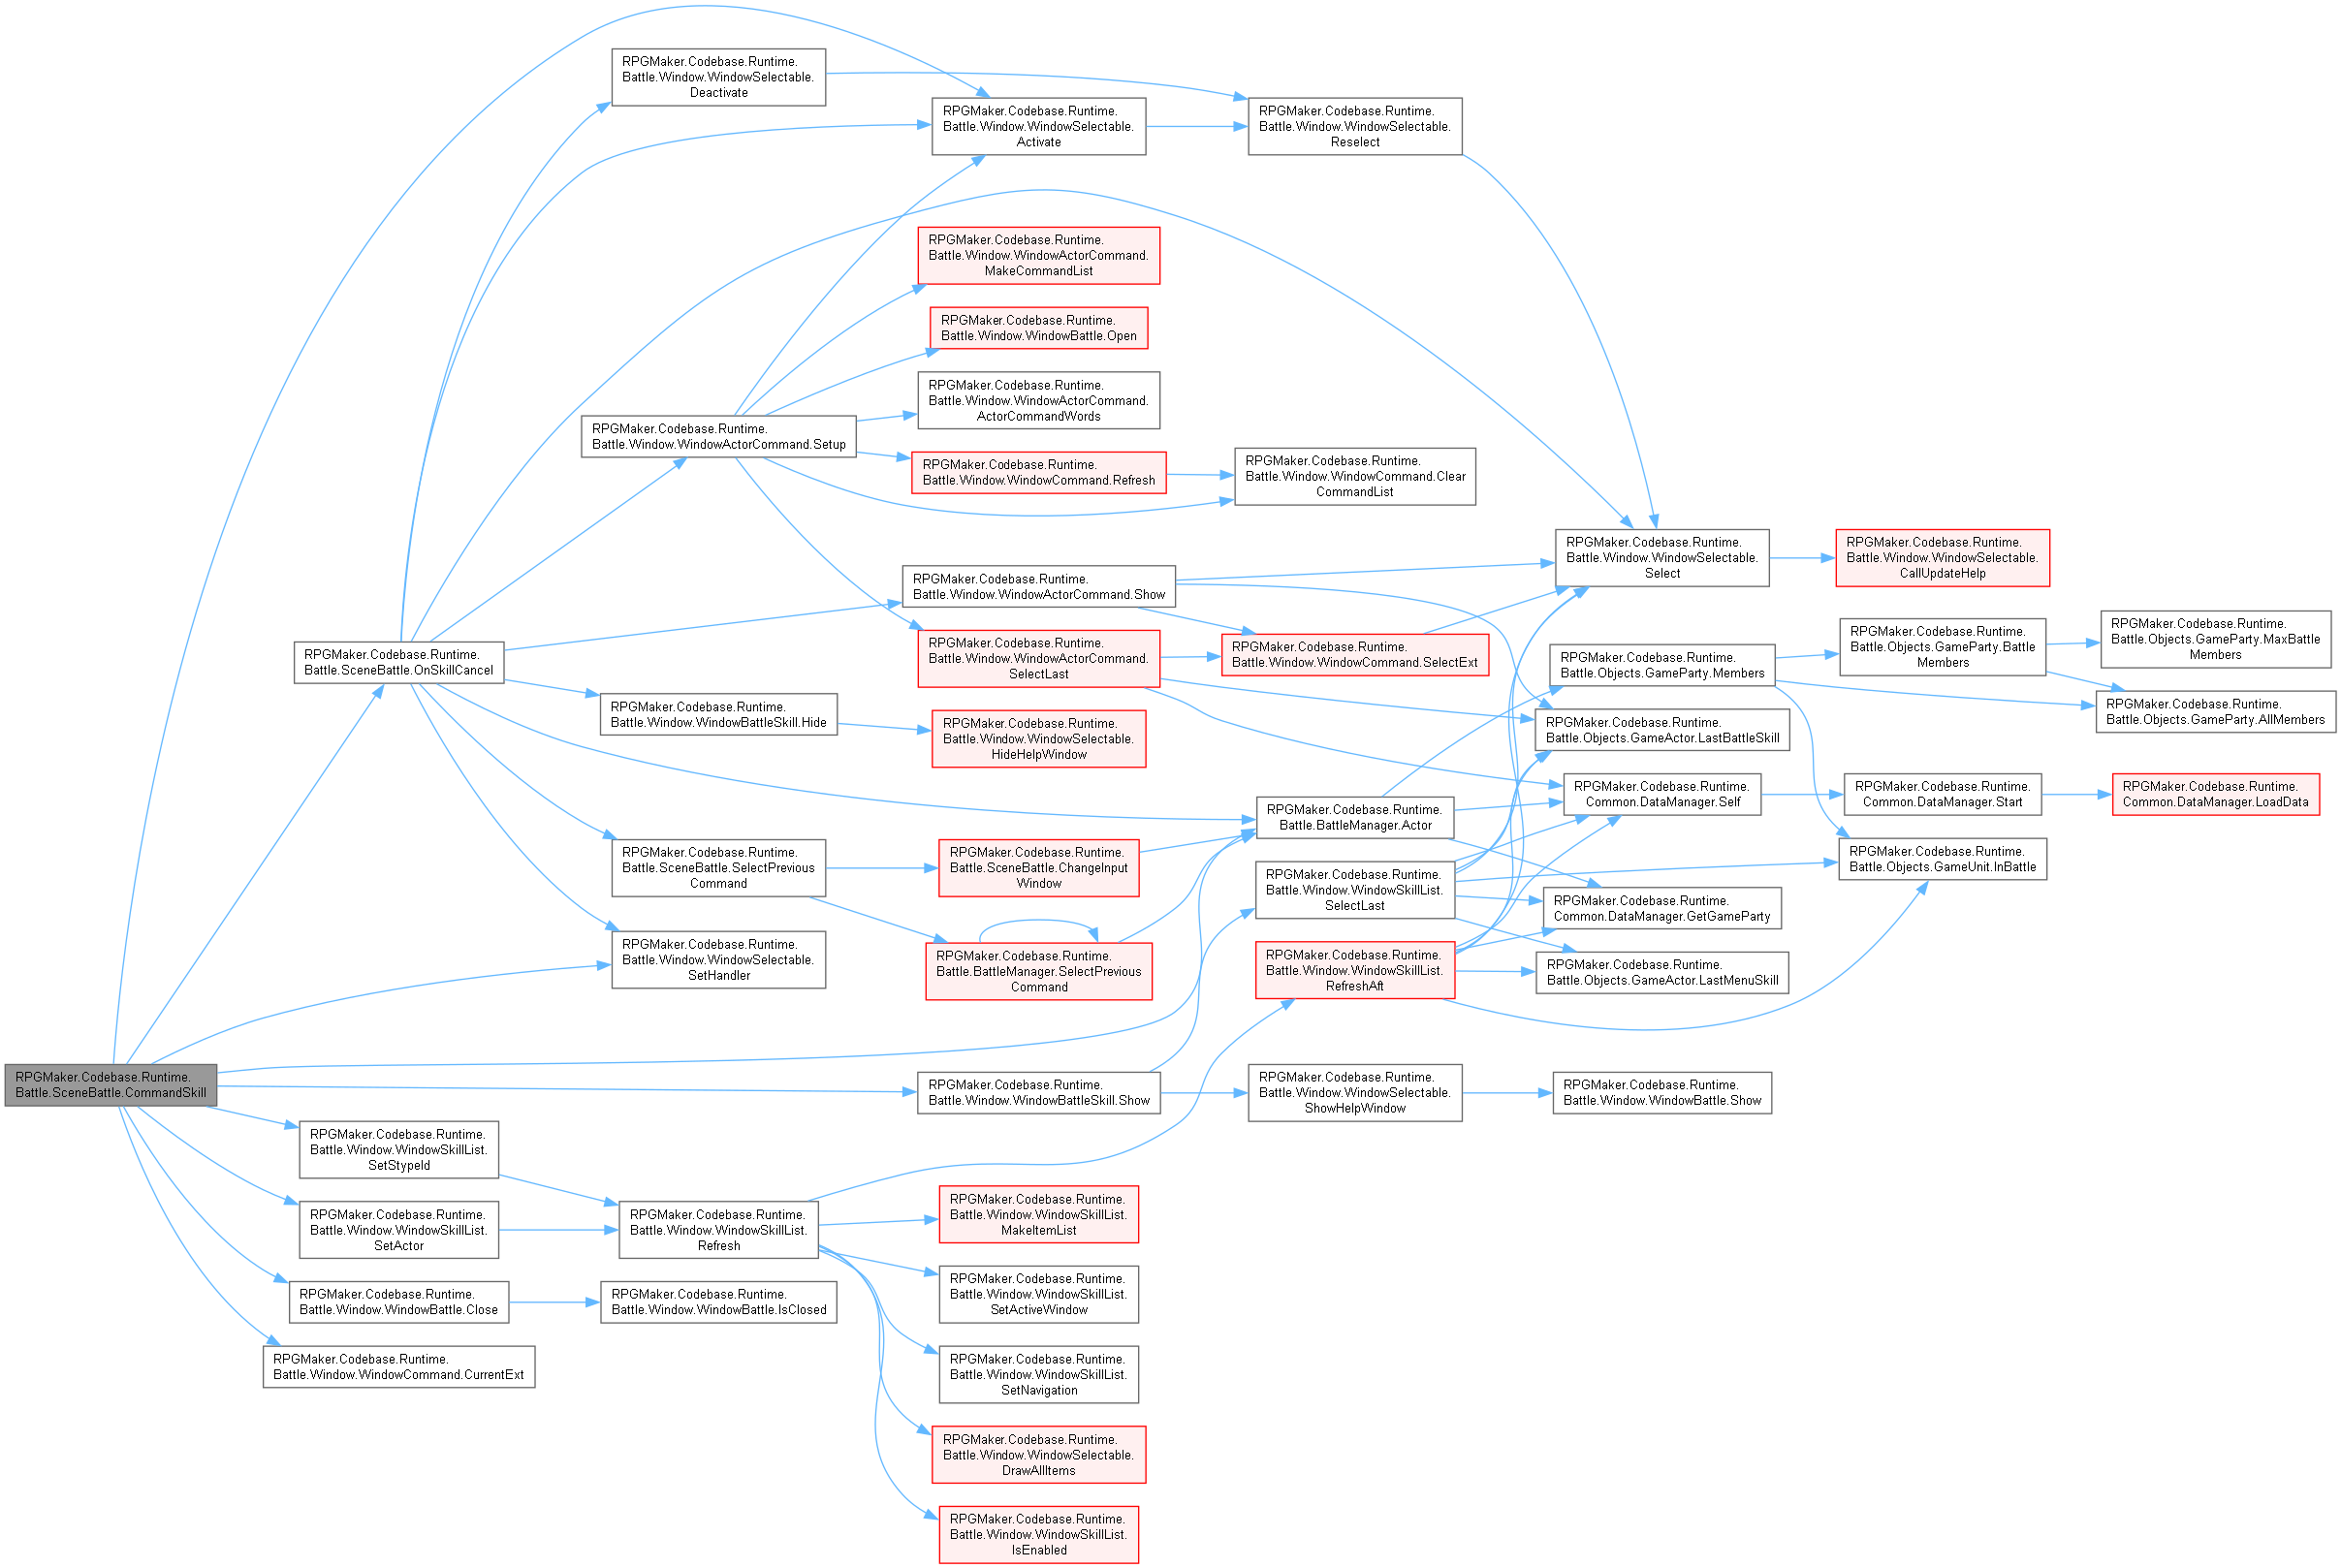 RPGMaker.Codebase.Runtime.
Battle.SceneBattle.CommandSkill
RPGMaker.Codebase.Runtime.
Battle.SceneBattle.OnSkillCancel
RPGMaker.Codebase.Runtime.
Battle.Window.WindowSkillList.
SetStypeId
RPGMaker.Codebase.Runtime.
Battle.Window.WindowSkillList.
SetActor
RPGMaker.Codebase.Runtime.
Battle.Window.WindowBattle.Close
RPGMaker.Codebase.Runtime.
Battle.Window.WindowCommand.CurrentExt
RPGMaker.Codebase.Runtime.
Battle.Window.WindowSelectable.
Deactivate
RPGMaker.Codebase.Runtime.
Battle.Window.WindowActorCommand.Setup
RPGMaker.Codebase.Runtime.
Battle.Window.WindowBattleSkill.Hide
RPGMaker.Codebase.Runtime.
Battle.SceneBattle.SelectPrevious
Command
RPGMaker.Codebase.Runtime.
Battle.Window.WindowSelectable.
SetHandler
RPGMaker.Codebase.Runtime.
Battle.Window.WindowSkillList.
Refresh
RPGMaker.Codebase.Runtime.
Battle.Window.WindowBattle.IsClosed
RPGMaker.Codebase.Runtime.
Battle.Window.WindowSelectable.
Activate
RPGMaker.Codebase.Runtime.
Battle.Window.WindowActorCommand.
MakeCommandList
RPGMaker.Codebase.Runtime.
Battle.Window.WindowBattle.Open
RPGMaker.Codebase.Runtime.
Battle.Window.WindowActorCommand.
ActorCommandWords
RPGMaker.Codebase.Runtime.
Battle.Window.WindowCommand.Refresh
RPGMaker.Codebase.Runtime.
Battle.Window.WindowActorCommand.Show
RPGMaker.Codebase.Runtime.
Battle.Window.WindowActorCommand.
SelectLast
RPGMaker.Codebase.Runtime.
Battle.Window.WindowSelectable.
HideHelpWindow
RPGMaker.Codebase.Runtime.
Battle.SceneBattle.ChangeInput
Window
RPGMaker.Codebase.Runtime.
Battle.BattleManager.SelectPrevious
Command
RPGMaker.Codebase.Runtime.
Battle.Window.WindowBattleSkill.Show
RPGMaker.Codebase.Runtime.
Battle.Window.WindowSkillList.
MakeItemList
RPGMaker.Codebase.Runtime.
Battle.Window.WindowSkillList.
SetActiveWindow
RPGMaker.Codebase.Runtime.
Battle.Window.WindowSkillList.
SetNavigation
RPGMaker.Codebase.Runtime.
Battle.Window.WindowSelectable.
DrawAllItems
RPGMaker.Codebase.Runtime.
Battle.Window.WindowSkillList.
IsEnabled
RPGMaker.Codebase.Runtime.
Battle.Window.WindowSelectable.
Reselect
RPGMaker.Codebase.Runtime.
Battle.Window.WindowCommand.Clear
CommandList
RPGMaker.Codebase.Runtime.
Battle.Window.WindowCommand.SelectExt
RPGMaker.Codebase.Runtime.
Battle.BattleManager.Actor
RPGMaker.Codebase.Runtime.
Battle.Window.WindowSkillList.
SelectLast
RPGMaker.Codebase.Runtime.
Battle.Window.WindowSkillList.
RefreshAft
RPGMaker.Codebase.Runtime.
Battle.Window.WindowSelectable.
ShowHelpWindow
RPGMaker.Codebase.Runtime.
Battle.Window.WindowSelectable.
Select
RPGMaker.Codebase.Runtime.
Battle.Objects.GameParty.Members
RPGMaker.Codebase.Runtime.
Battle.Objects.GameActor.LastBattleSkill
RPGMaker.Codebase.Runtime.
Common.DataManager.Self
RPGMaker.Codebase.Runtime.
Common.DataManager.GetGameParty
RPGMaker.Codebase.Runtime.
Battle.Objects.GameActor.LastMenuSkill
RPGMaker.Codebase.Runtime.
Battle.Window.WindowBattle.Show
RPGMaker.Codebase.Runtime.
Battle.Window.WindowSelectable.
CallUpdateHelp
RPGMaker.Codebase.Runtime.
Battle.Objects.GameParty.Battle
Members
RPGMaker.Codebase.Runtime.
Common.DataManager.Start
RPGMaker.Codebase.Runtime.
Battle.Objects.GameUnit.InBattle
RPGMaker.Codebase.Runtime.
Battle.Objects.GameParty.MaxBattle
Members
RPGMaker.Codebase.Runtime.
Battle.Objects.GameParty.AllMembers
RPGMaker.Codebase.Runtime.
Common.DataManager.LoadData